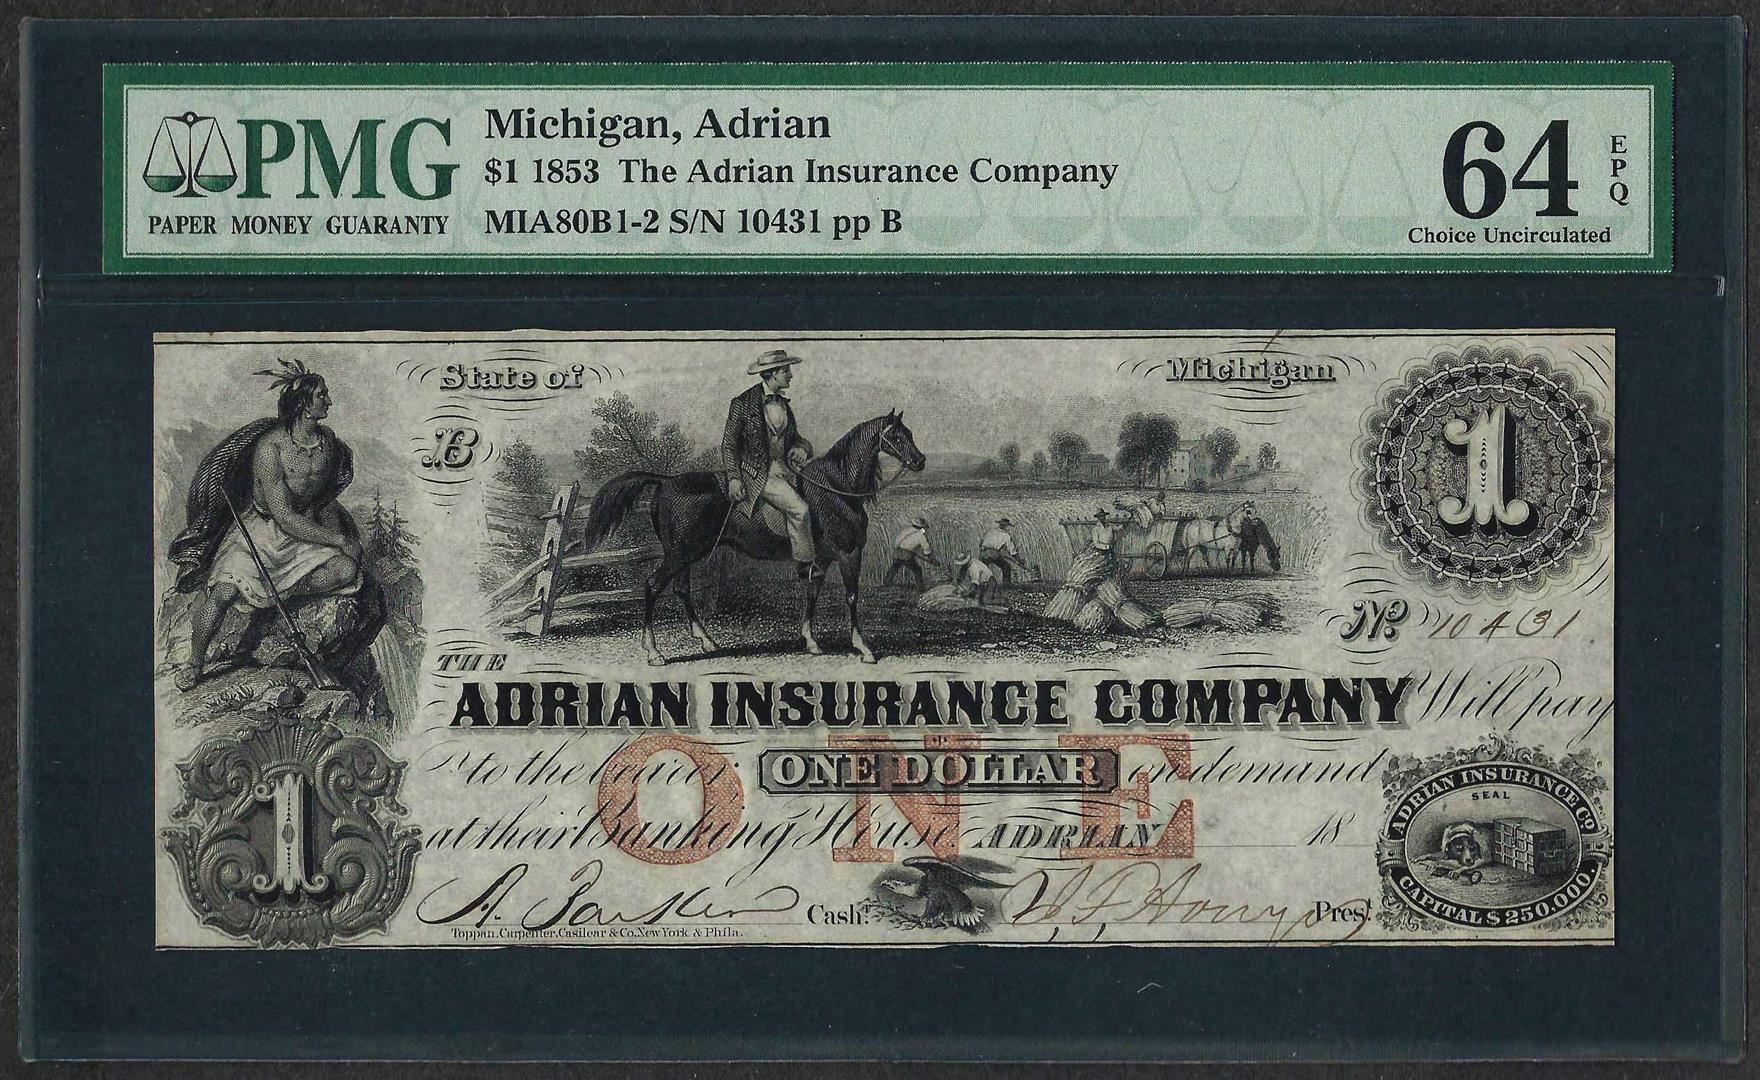 PMG
PAPER MONEY GUARANTY
Michigan, Adrian
$1 1853 The Adrian Insurance Company
MIA80B1-2 S/N 10431 pp B
64 EPQ
Choice Uncirculated
State of Michigan
B
1
No. 10431
THE
ADRIAN INSURANCE COMPANY Will pay
to the bearer ONE DOLLAR on demand
ONE
at their Banking House, ADRIAN 18
1
ADRIAN INSURANCE CO.
SEAL
CAPITAL $250.000.
Cash.r
Pres.t
Toppan, Carpenter, Casilear & Co. New York & Phila.